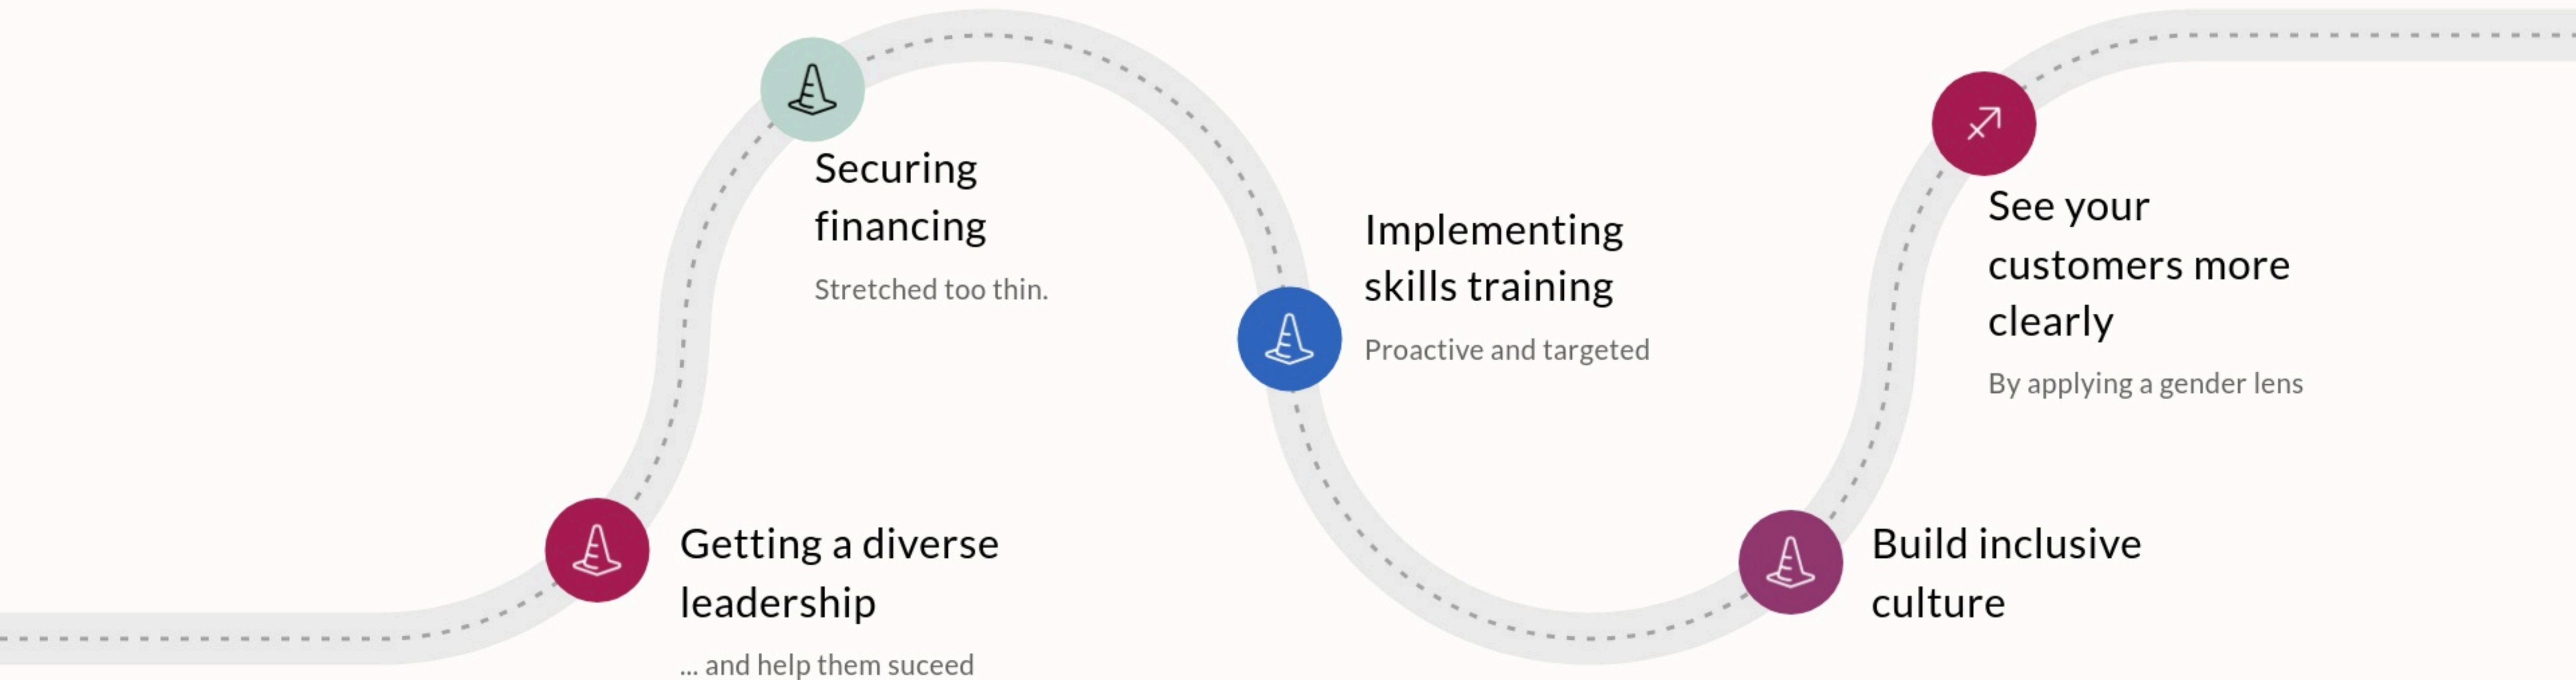 Securing
financing
Stretched too thin.
Getting a diverse
leadership
... and help them suceed
Implementing
skills training
Proactive and targeted
Build inclusive
culture
See your
customers more
clearly
By applying a gender lens